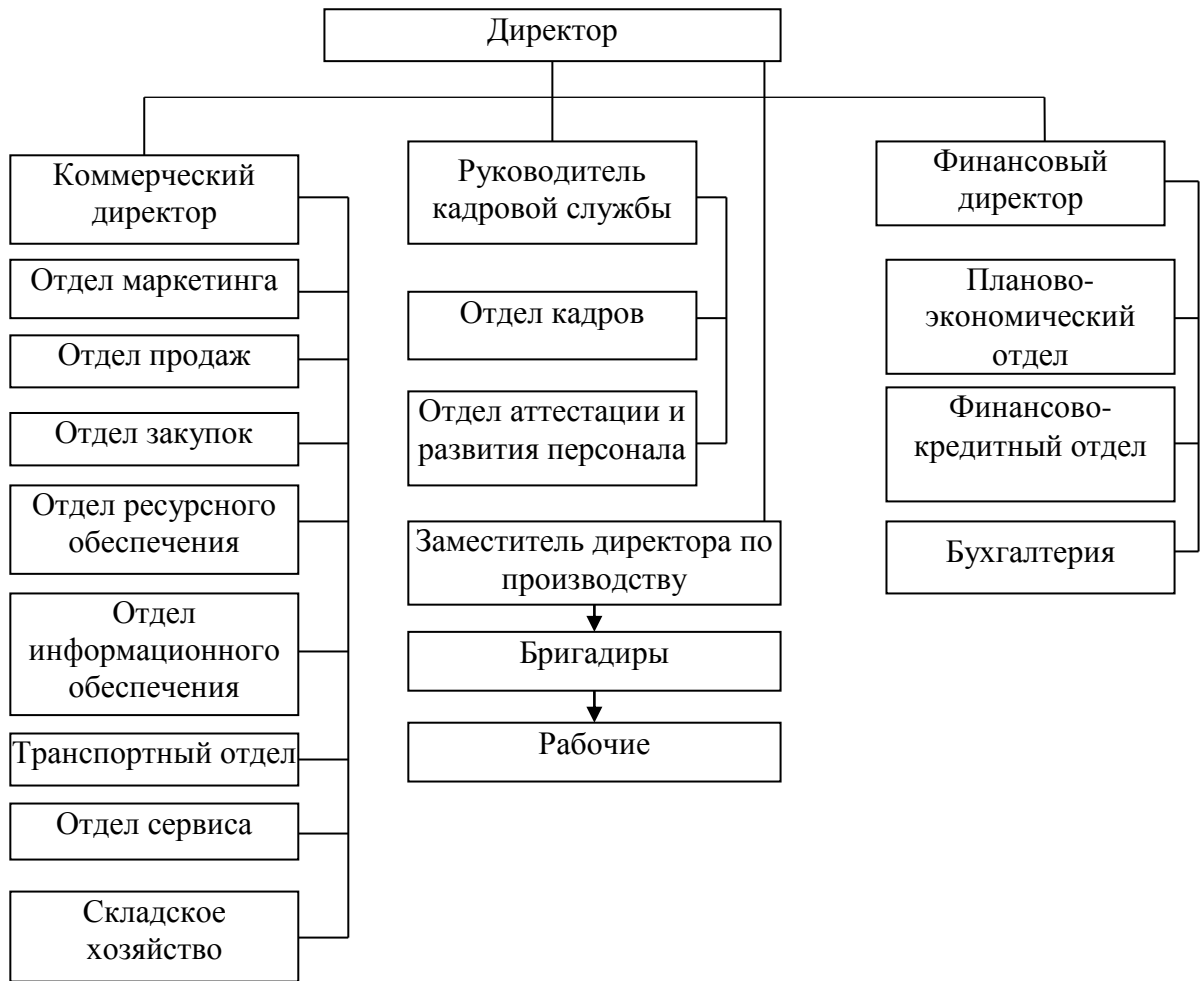 Директор
Коммерческий
директор
Отдел маркетинга
Отдел продаж
Отдел закупок
Отдел ресурсного
обеспечения
Отдел
информационного
обеспечения
Транспортный отдел
Отдел сервиса
Складское
хозяйство
Руководитель
кадровой службы
Отдел кадров
Отдел аттестации и
развития персонала
Заместитель директора по
производству
Бригадиры
Рабочие
Финансовый
директор
Планово-
экономический
отдел
Финансово-
кредитный отдел
Бухгалтерия